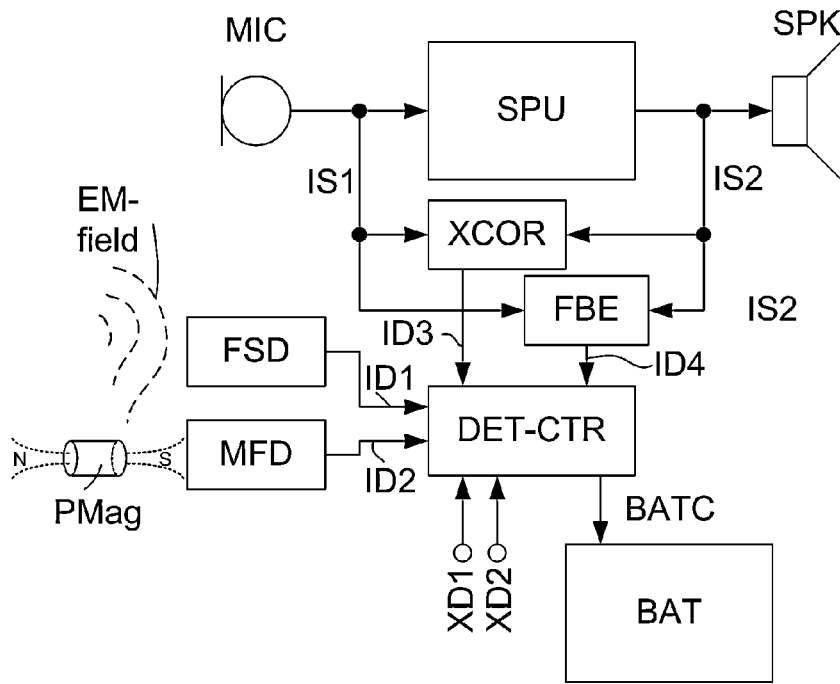 MIC
SPK
SPU
IS1
IS2
EM-
field
XCOR
FBE
IS2
ID3
ID4
FSD
ID1
DET-CTR
N
S
MFD
ID2
PMag
BATC
XD1
XD2
BAT